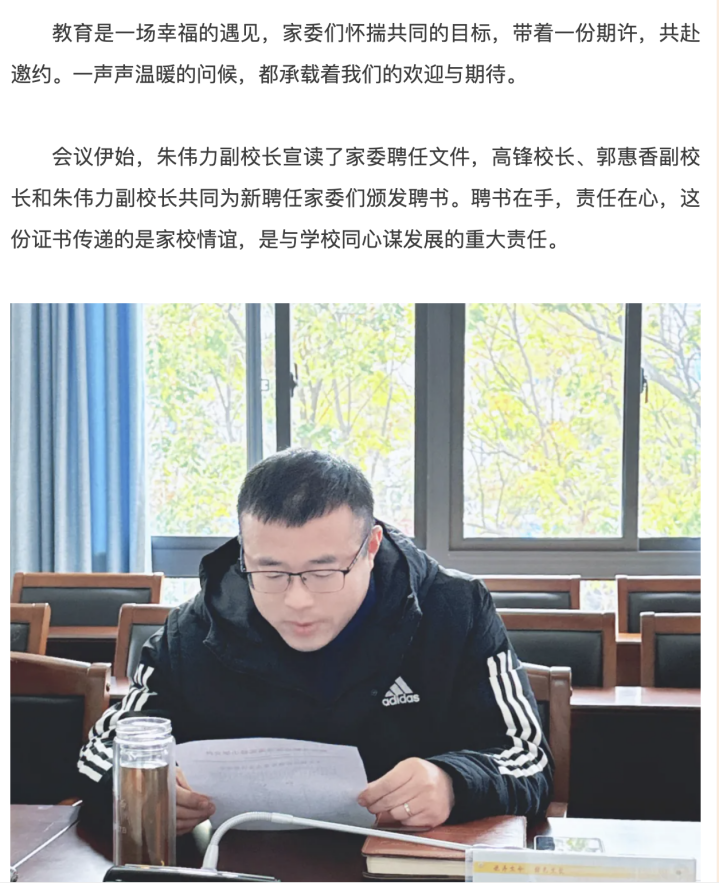 教育是一场幸福的遇见，家委们怀揣共同的目标，带着一份期许，共赴
邀约。一声声温暖的问候，都承载着我们的欢迎与期待。
会议伊始，朱伟力副校长宣读了家委聘任文件，高锋校长、郭惠香副校
长和朱伟力副校长共同为新聘任家委们颁发聘书。聘书在手，责任在心，这
份证书传递的是家校情谊，是与学校同心谋发展的重大责任。
adidas